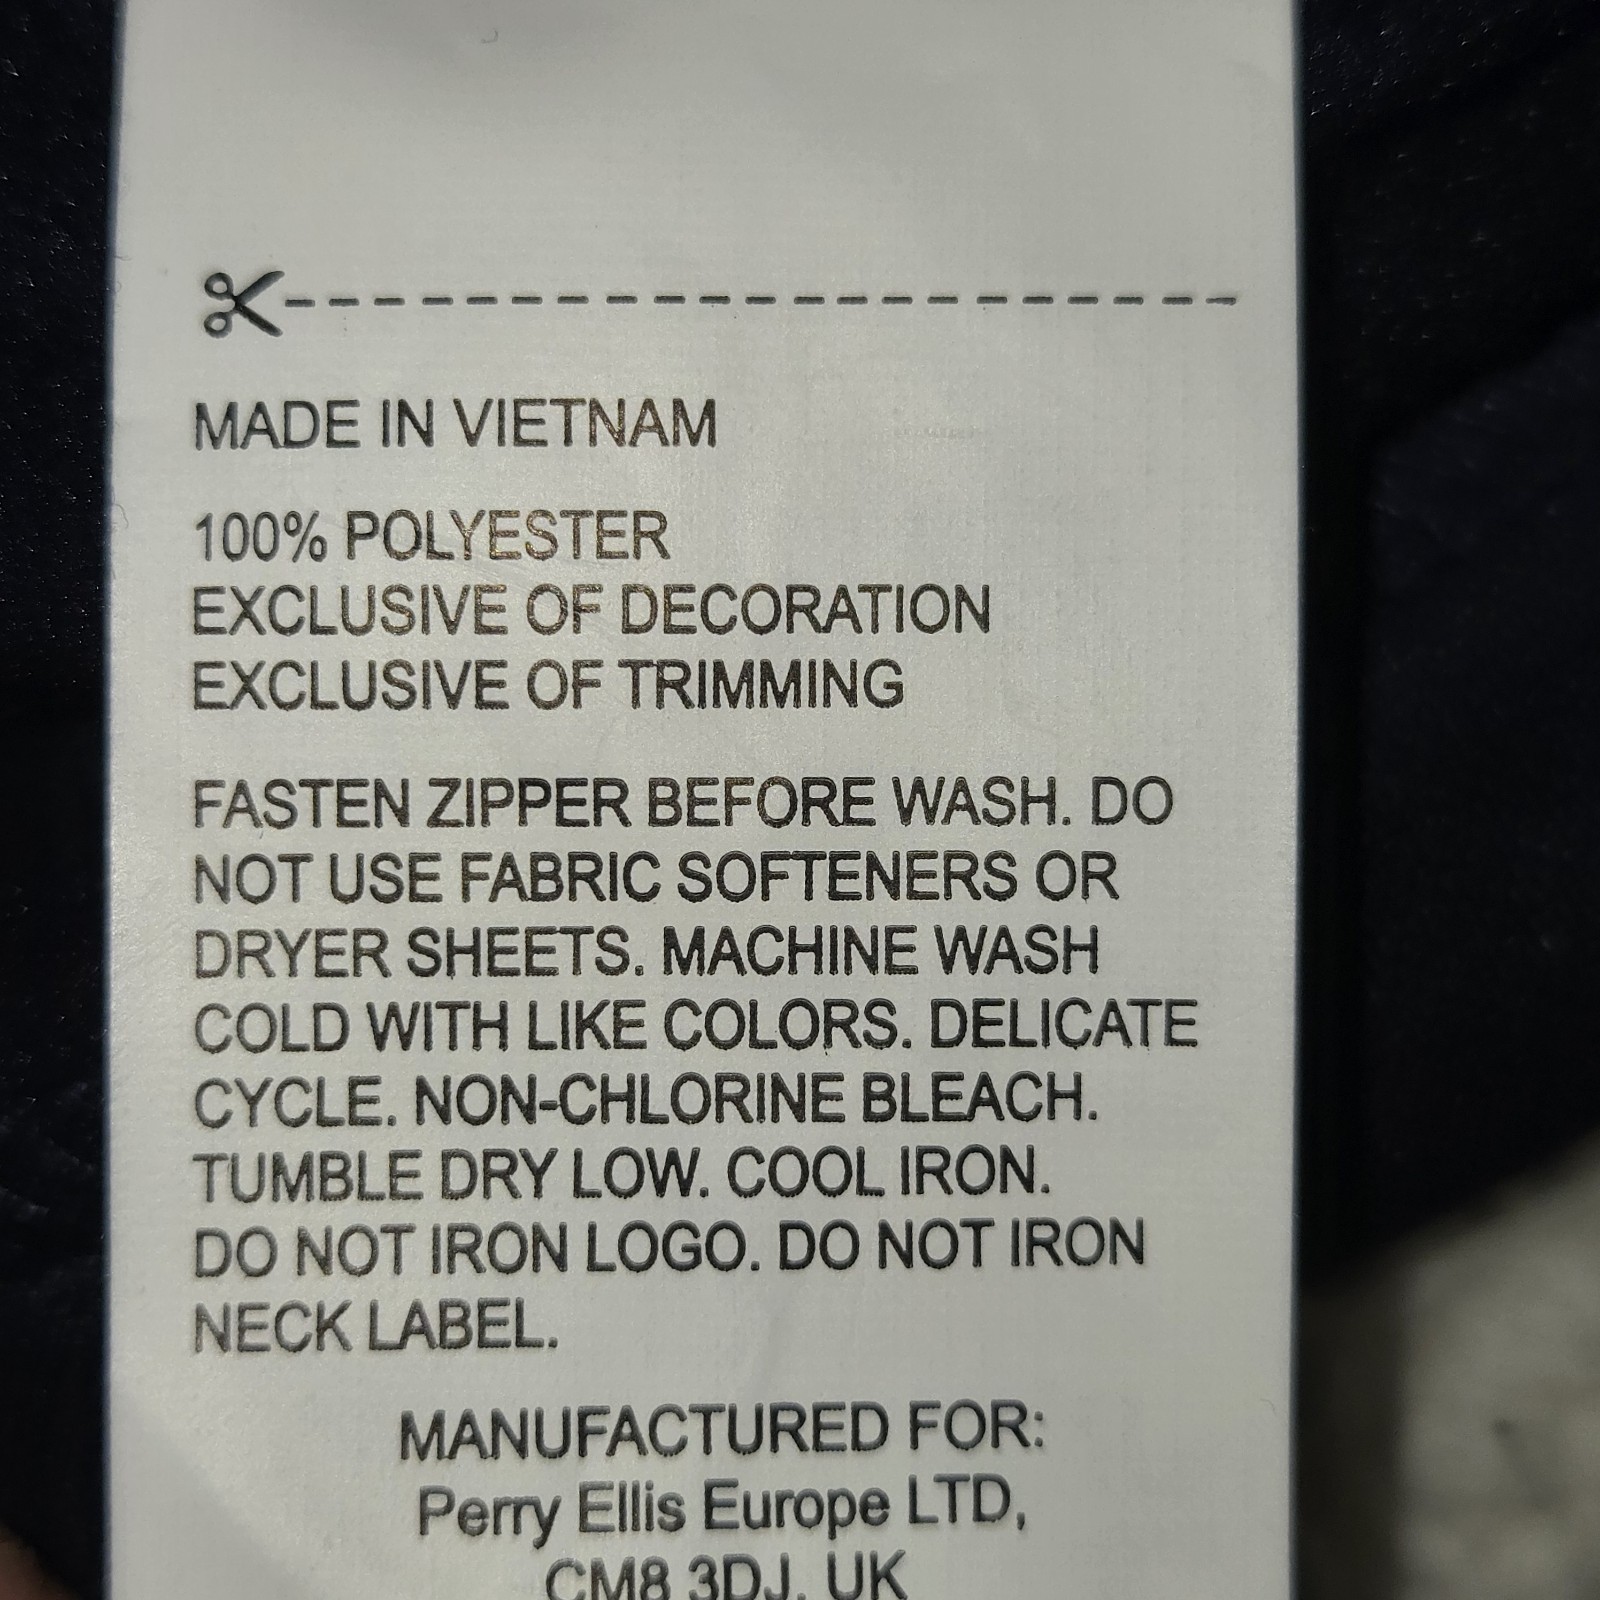 MADE IN VIETNAM
100% POLYESTER
EXCLUSIVE OF DECORATION
EXCLUSIVE OF TRIMMING
FASTEN ZIPPER BEFORE WASH. DO
NOT USE FABRIC SOFTENERS OR
DRYER SHEETS. MACHINE WASH
COLD WITH LIKE COLORS. DELICATE
CYCLE. NON-CHLORINE BLEACH.
TUMBLE DRY LOW. COOL IRON.
DO NOT IRON LOGO. DO NOT IRON
NECK LABEL.
MANUFACTURED FOR:
Perry Ellis Europe LTD,
CM8 3DJ. UK